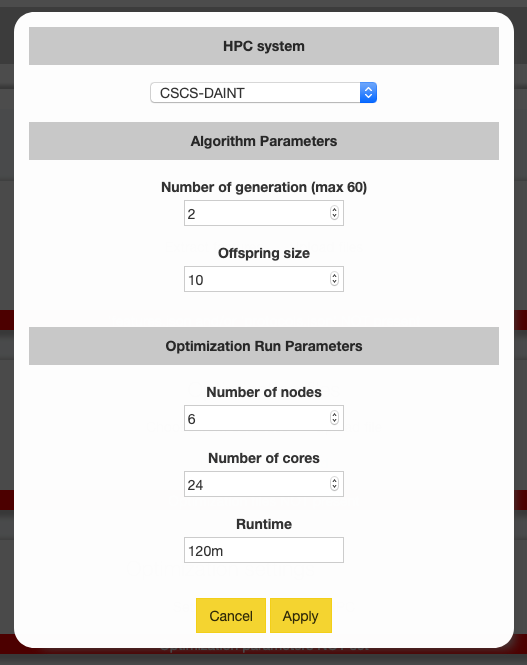 HPC system
CSCS-DAINT
Algorithm Parameters
Number of generation (max 60)
2
Offspring size
10
Optimization Run Parameters
Number of nodes
6
Number of cores
24
Runtime
120m
Cancel
Apply